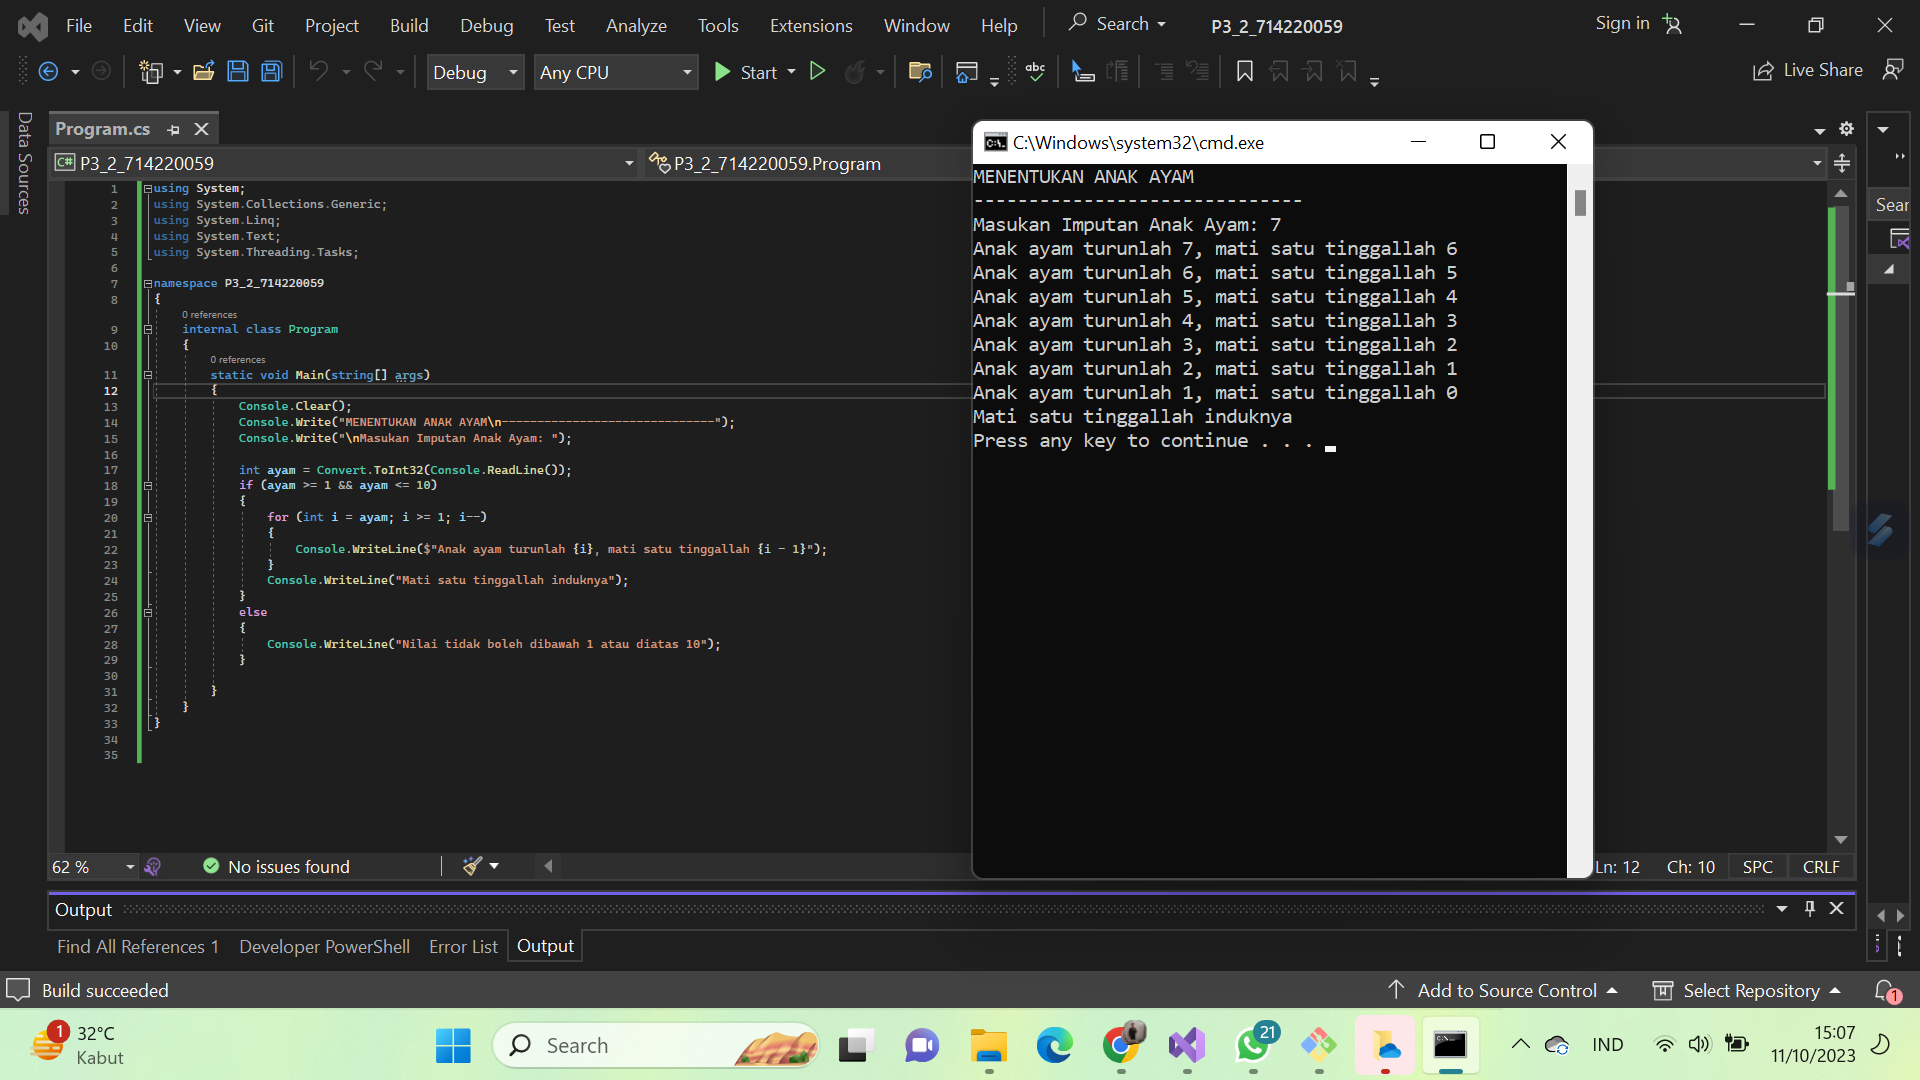 File Edit View Git Project Build Debug Test Analyze Tools Extensions Window Help Search P3_2_714220059 Sign in
Debug Any CPU Start abc Live Share
Data Sources
Program.cs
P3_2_714220059 P3_2_714220059.Program
1 using System;
2 using System.Collections.Generic;
3 using System.Linq;
4 using System.Text;
5 using System.Threading.Tasks;
6
7 namespace P3_2_714220059
8 {
0 references
9 internal class Program
10 {
0 references
11 static void Main(string[] args)
12 {
13 Console.Clear();
14 Console.Write("MENENTUKAN ANAK AYAM\n------------------------------");
15 Console.Write("\nMasukan Imputan Anak Ayam: ");
16
17 int ayam = Convert.ToInt32(Console.ReadLine());
18 if (ayam >= 1 && ayam <= 10)
19 {
20 for (int i = ayam; i >= 1; i--)
21 {
22 Console.WriteLine($"Anak ayam turunlah {i}, mati satu tinggallah {i - 1}");
23 }
24 Console.WriteLine("Mati satu tinggallah induknya");
25 }
26 else
27 {
28 Console.WriteLine("Nilai tidak boleh dibawah 1 atau diatas 10");
29 }
30
31 }
32 }
33 }
34
35
C:\Windows\system32\cmd.exe
MENENTUKAN ANAK AYAM
------------------------------
Masukan Imputan Anak Ayam: 7
Anak ayam turunlah 7, mati satu tinggallah 6
Anak ayam turunlah 6, mati satu tinggallah 5
Anak ayam turunlah 5, mati satu tinggallah 4
Anak ayam turunlah 4, mati satu tinggallah 3
Anak ayam turunlah 3, mati satu tinggallah 2
Anak ayam turunlah 2, mati satu tinggallah 1
Anak ayam turunlah 1, mati satu tinggallah 0
Mati satu tinggallah induknya
Press any key to continue . . .
Sear
62 % No issues found Ln: 12 Ch: 10 SPC CRLF
Output
Find All References 1 Developer PowerShell Error List Output
Build succeeded Add to Source Control Select Repository 1
1 32°C
Kabut
Search 21 IND 15:07
11/10/2023